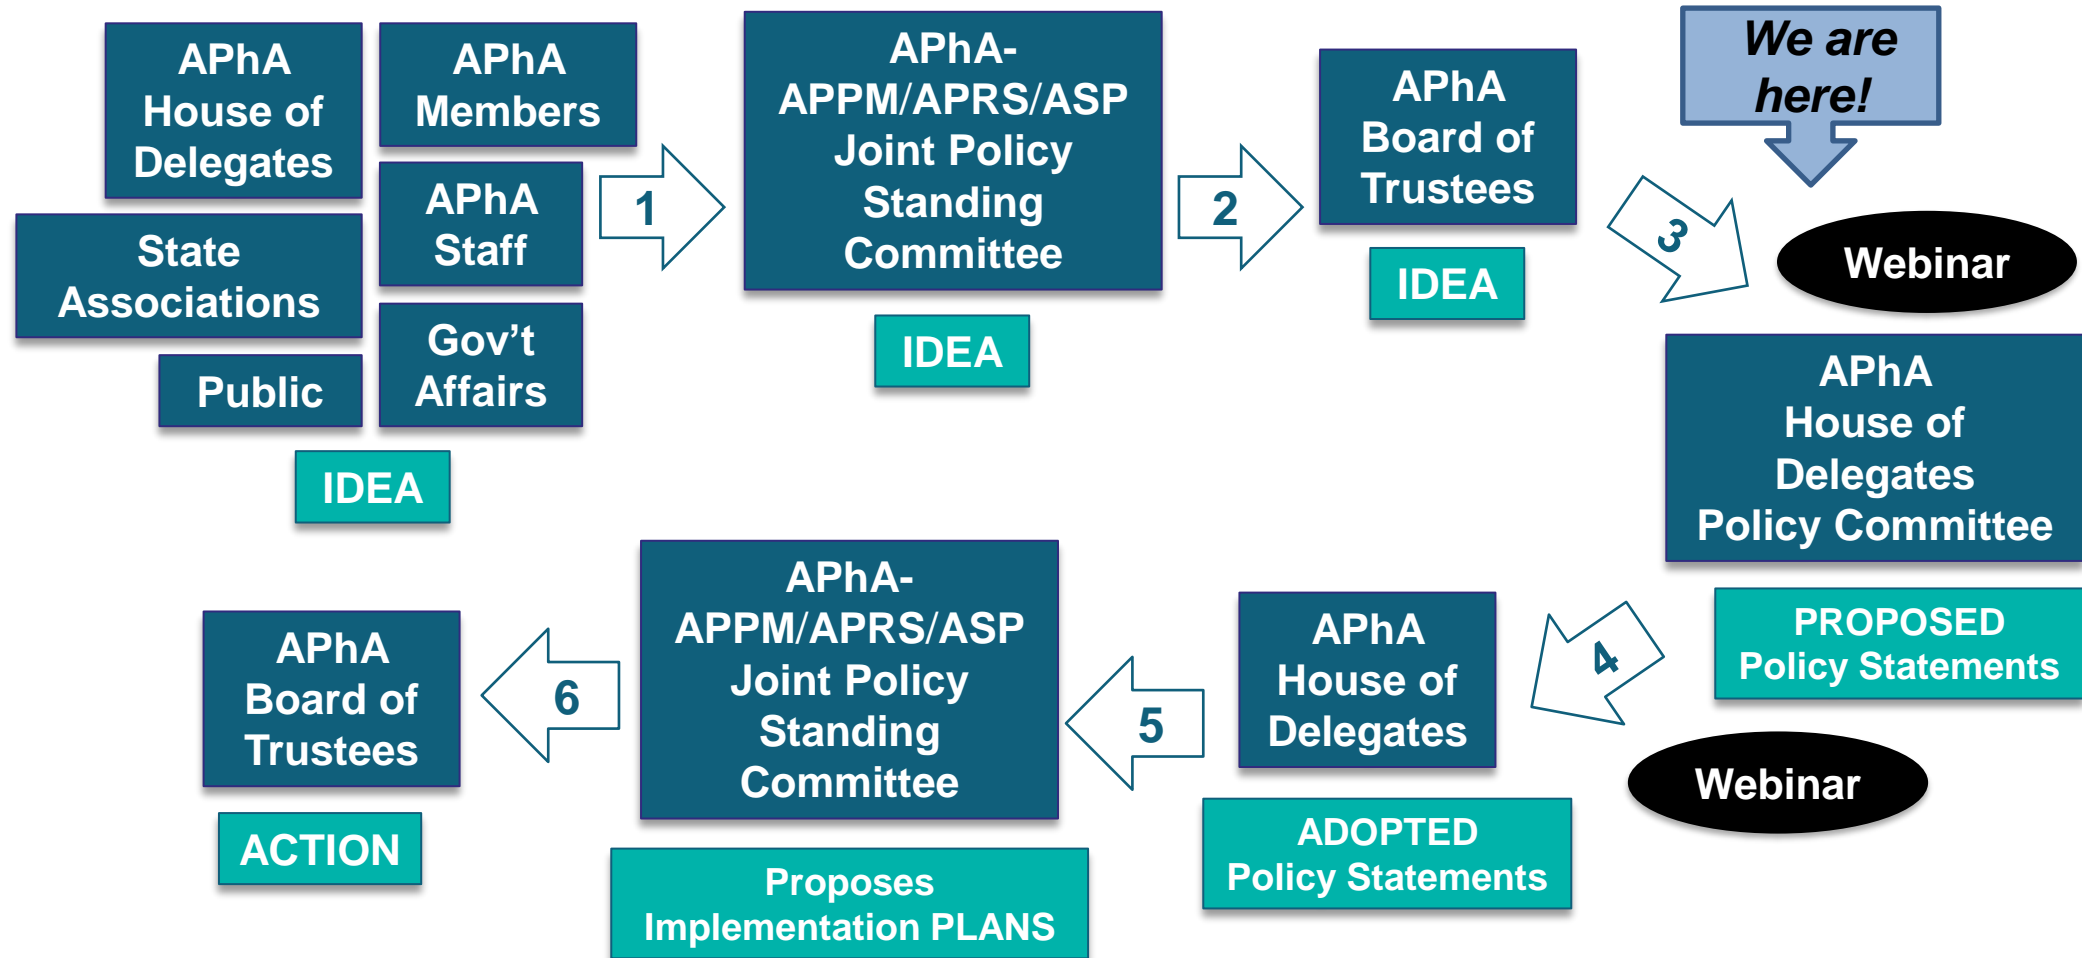 APhA
House of
Delegates
APhA
Members
State
Associations
APhA
Staff
Public
Gov't
Affairs
IDEA
1
APhA-
APPM/APRS/ASP
Joint Policy
Standing
Committee
IDEA
2
APhA
Board of
Trustees
IDEA
3
We are
here!
Webinar
APhA
House of
Delegates
Policy Committee
PROPOSED
Policy Statements
4
Webinar
APhA
House of
Delegates
ADOPTED
Policy Statements
5
APhA-
APPM/APRS/ASP
Joint Policy
Standing
Committee
Proposes
Implementation PLANS
6
APhA
Board of
Trustees
ACTION